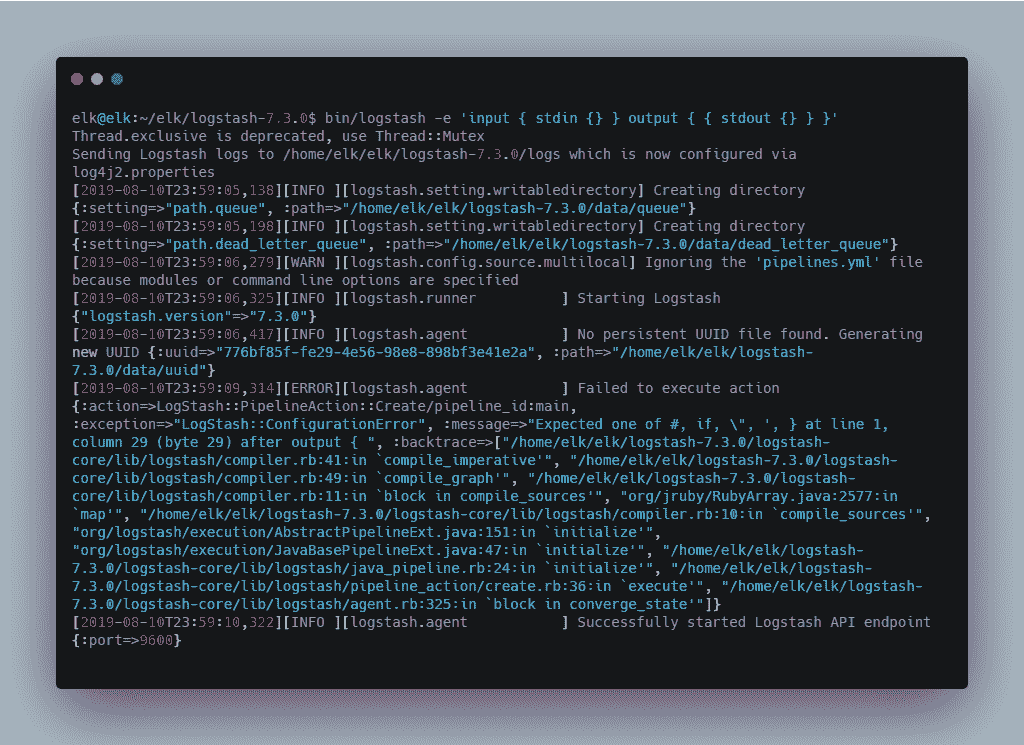 elk@elk:~/elk/logstash-7.3.0$ bin/logstash -e 'input { stdin {} } output { { stdout {} } }'
Thread.exclusive is deprecated, use Thread::Mutex
Sending Logstash logs to /home/elk/elk/logstash-7.3.0/logs which is now configured via
log4j2.properties
[2019-08-10T23:59:05,138][INFO ][logstash.setting.writabledirectory] Creating directory
{:setting=>"path.queue", :path=>"/home/elk/elk/logstash-7.3.0/data/queue"}
[2019-08-10T23:59:05,198][INFO ][logstash.setting.writabledirectory] Creating directory
{:setting=>"path.dead_letter_queue", :path=>"/home/elk/elk/logstash-7.3.0/data/dead_letter_queue"}
[2019-08-10T23:59:06,279][WARN ][logstash.config.source.multilocal] Ignoring the 'pipelines.yml' file
because modules or command line options are specified
[2019-08-10T23:59:06,325][INFO ][logstash.runner          ] Starting Logstash
{"logstash.version"=>"7.3.0"}
[2019-08-10T23:59:06,417][INFO ][logstash.agent           ] No persistent UUID file found. Generating
new UUID {:uuid=>"776bf85f-fe29-4e56-98e8-898bf3e41e2a", :path=>"/home/elk/elk/logstash-
7.3.0/data/uuid"}
[2019-08-10T23:59:09,314][ERROR][logstash.agent           ] Failed to execute action
{:action=>LogStash::PipelineAction::Create/pipeline_id:main,
:exception=>"LogStash::ConfigurationError", :message=>"Expected one of #, if, \", ', } at line 1,
column 29 (byte 29) after output { ", :backtrace=>["/home/elk/elk/logstash-7.3.0/logstash-
core/lib/logstash/compiler.rb:41:in `compile_imperative'", "/home/elk/elk/logstash-7.3.0/logstash-
core/lib/logstash/compiler.rb:49:in `compile_graph'", "/home/elk/elk/logstash-7.3.0/logstash-
core/lib/logstash/compiler.rb:11:in `block in compile_sources'", "org/jruby/RubyArray.java:2577:in
`map'", "/home/elk/elk/logstash-7.3.0/logstash-core/lib/logstash/compiler.rb:10:in `compile_sources'",
"org/logstash/execution/AbstractPipelineExt.java:151:in `initialize'",
"org/logstash/execution/JavaBasePipelineExt.java:47:in `initialize'", "/home/elk/elk/logstash-
7.3.0/logstash-core/lib/logstash/java_pipeline.rb:24:in `initialize'", "/home/elk/elk/logstash-
7.3.0/logstash-core/lib/logstash/pipeline_action/create.rb:36:in `execute'", "/home/elk/elk/logstash-
7.3.0/logstash-core/lib/logstash/agent.rb:325:in `block in converge_state'"]}
[2019-08-10T23:59:10,322][INFO ][logstash.agent           ] Successfully started Logstash API endpoint
{:port=>9600}